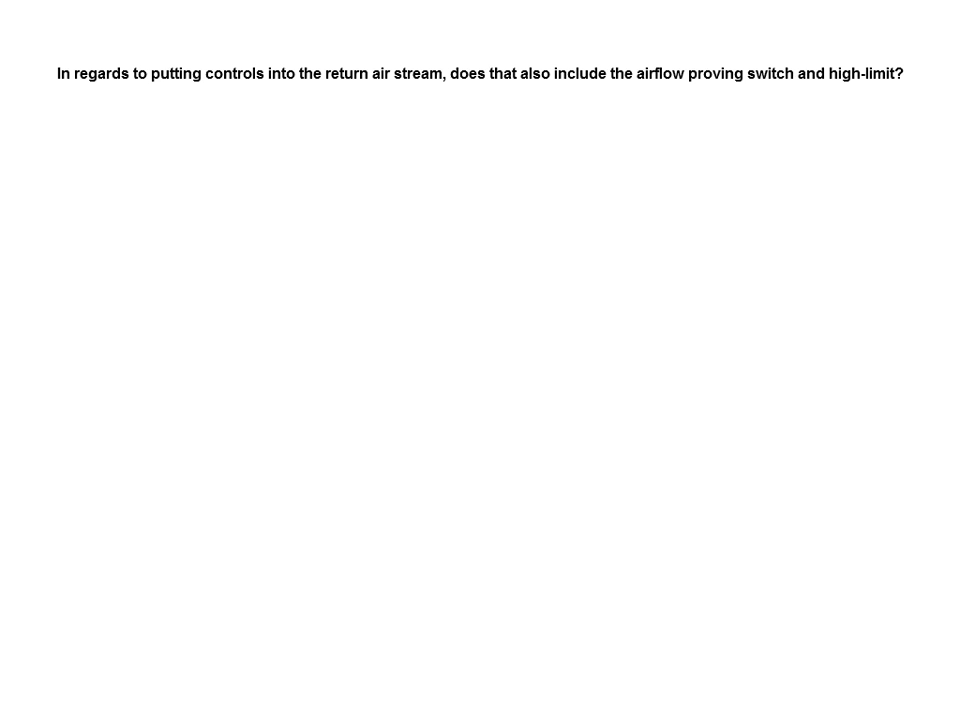 In regards to putting controls into the return air stream, does that also include the airflow proving switch and high-limit?